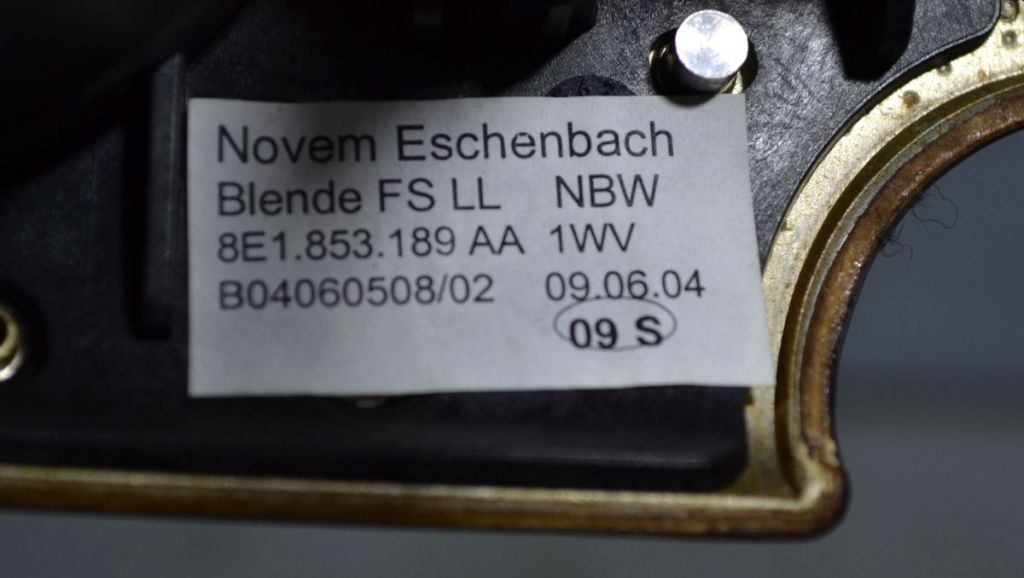 Novem Eschenbach
Blende FS LL NBW
8E1.853.189 AA 1WV
B04060508/02 09.06.04
09 S